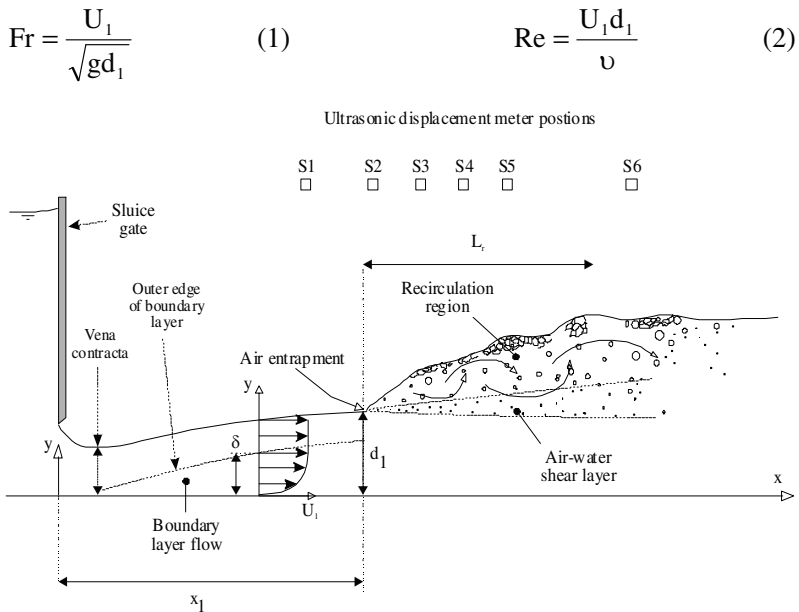 Fr = U₁ / √(gd₁) (1)
Re = U₁d₁ / υ (2)
Ultrasonic displacement meter postions
S1 S2 S3 S4 S5 S6
Sluice
gate
Lᵣ
Outer edge
of boundary
layer
Recirculation
region
Vena
contracta
Air entrapment
y
y
δ
d₁
Air-water
shear layer
x
U₁
Boundary
layer flow
x₁